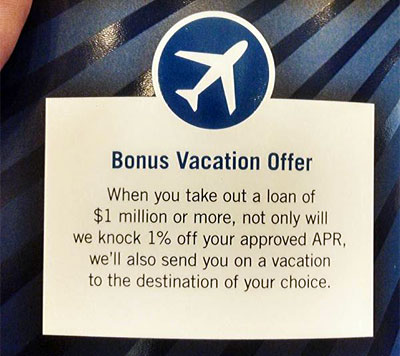 Bonus Vacation Offer
When you take out a loan of
$1 million or more, not only will
we knock 1% off your approved APR,
we'll also send you on a vacation
to the destination of your choice.